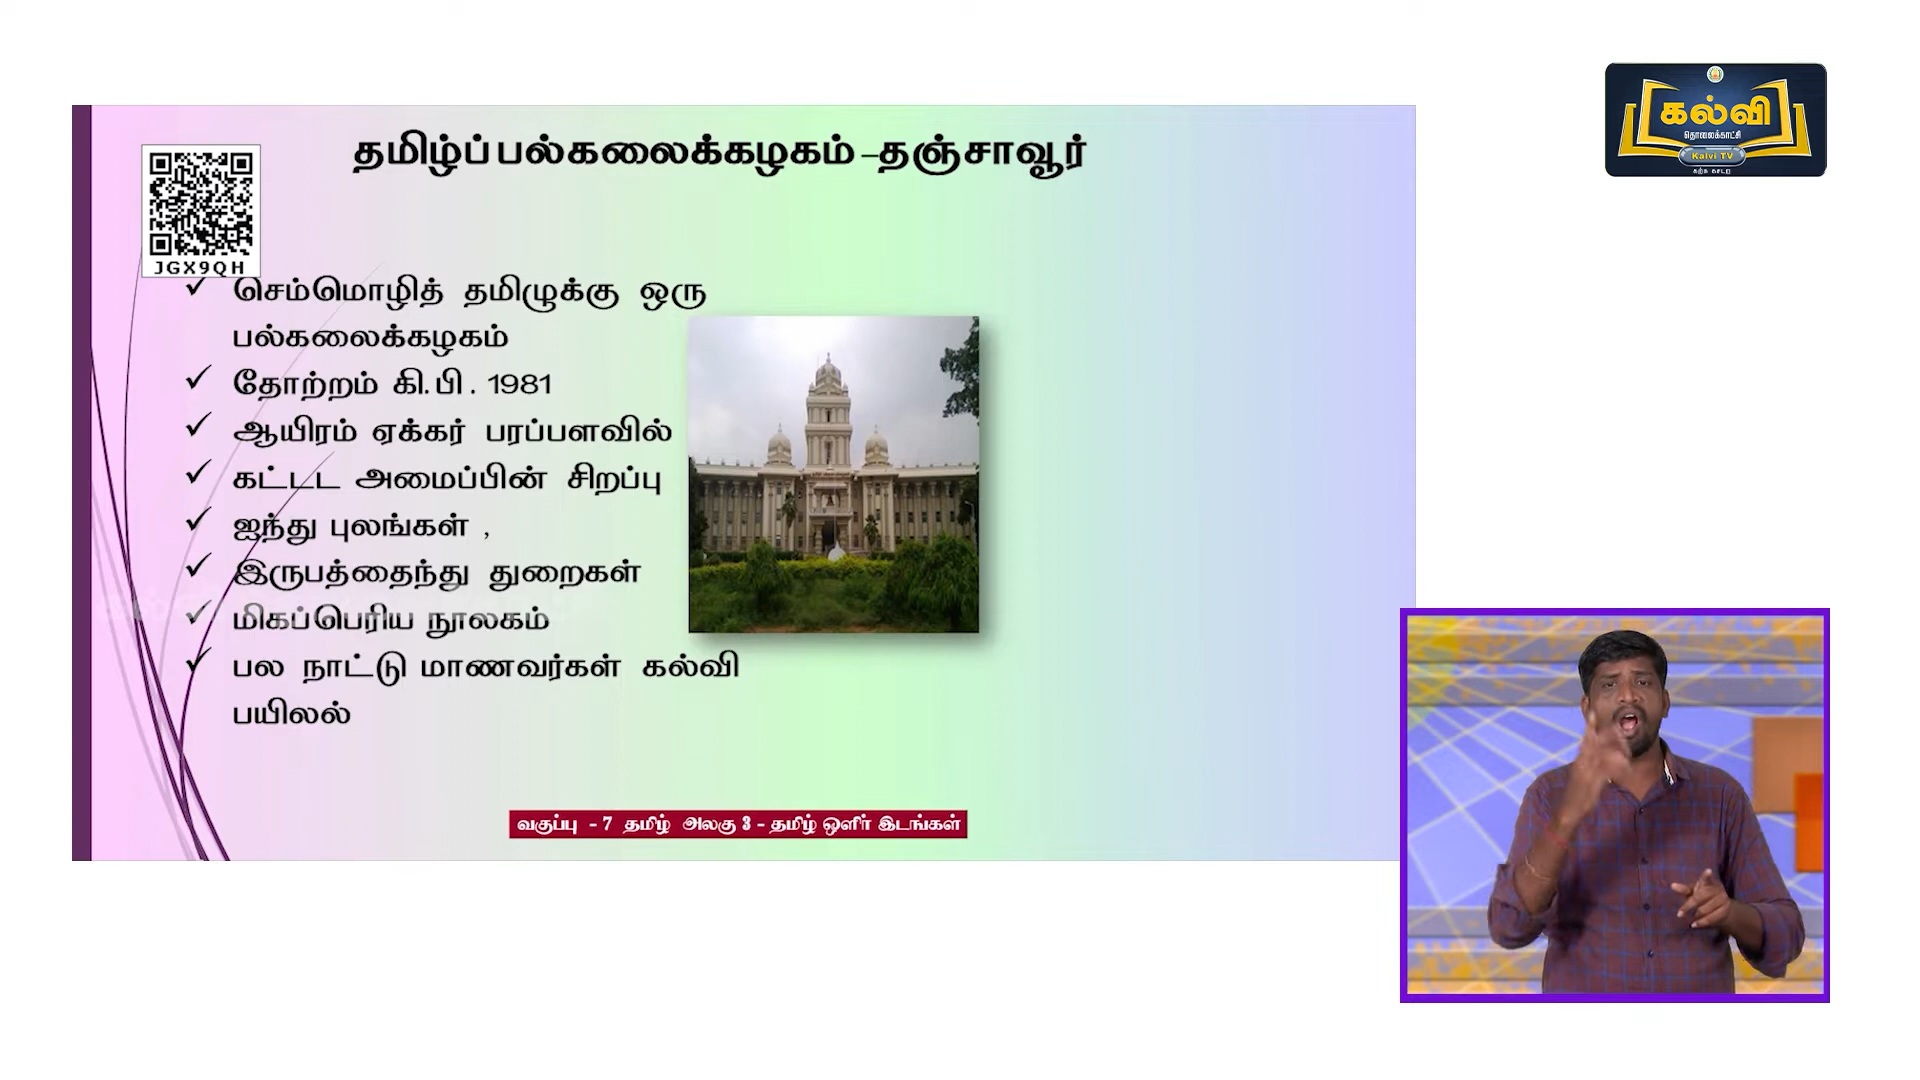 தமிழ்ப்பல்கலைக்கழகம் –தஞ்சாவூர்
JGX9QH
செம்மொழித் தமிழுக்கு ஒரு
பல்கலைக்கழகம்
தோற்றம் கி.பி. 1981
ஆயிரம் ஏக்கர் பரப்பளவில்
கட்டட அமைப்பின் சிறப்பு
ஐந்து புலங்கள் ,
இருபத்தைந்து துறைகள்
மிகப்பெரிய நூலகம்
பல நாட்டு மாணவர்கள் கல்வி
பயிலல்
வகுப்பு - 7 தமிழ் அலகு 3 - தமிழ் ஒளிர் இடங்கள்
கல்வி
தொலைக்காட்சி
Kalvi TV
கற்க கசடற